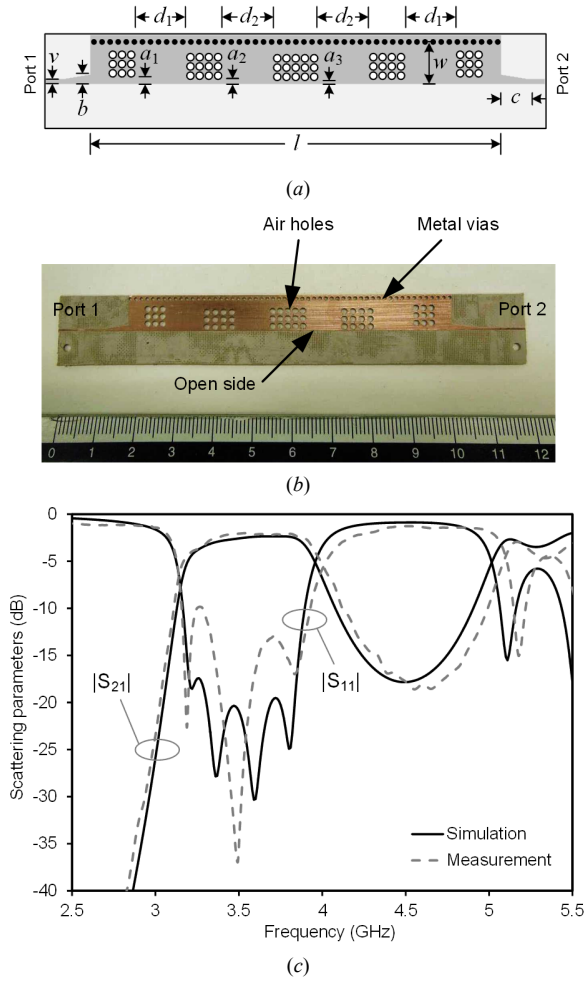 d1 d2 d2 d1
Port 1
v
b
a1 a2 a3
w
c
Port 2
l
(a)
Air holes Metal vias
Port 1 Port 2
Open side
0 1 2 3 4 5 6 7 8 9 10 11 12
(b)
0
-5
-10
-15
-20
-25
-30
-35
-40
Scattering parameters (dB)
|S21|
|S11|
Simulation
Measurement
2.5 3 3.5 4 4.5 5 5.5
Frequency (GHz)
(c)